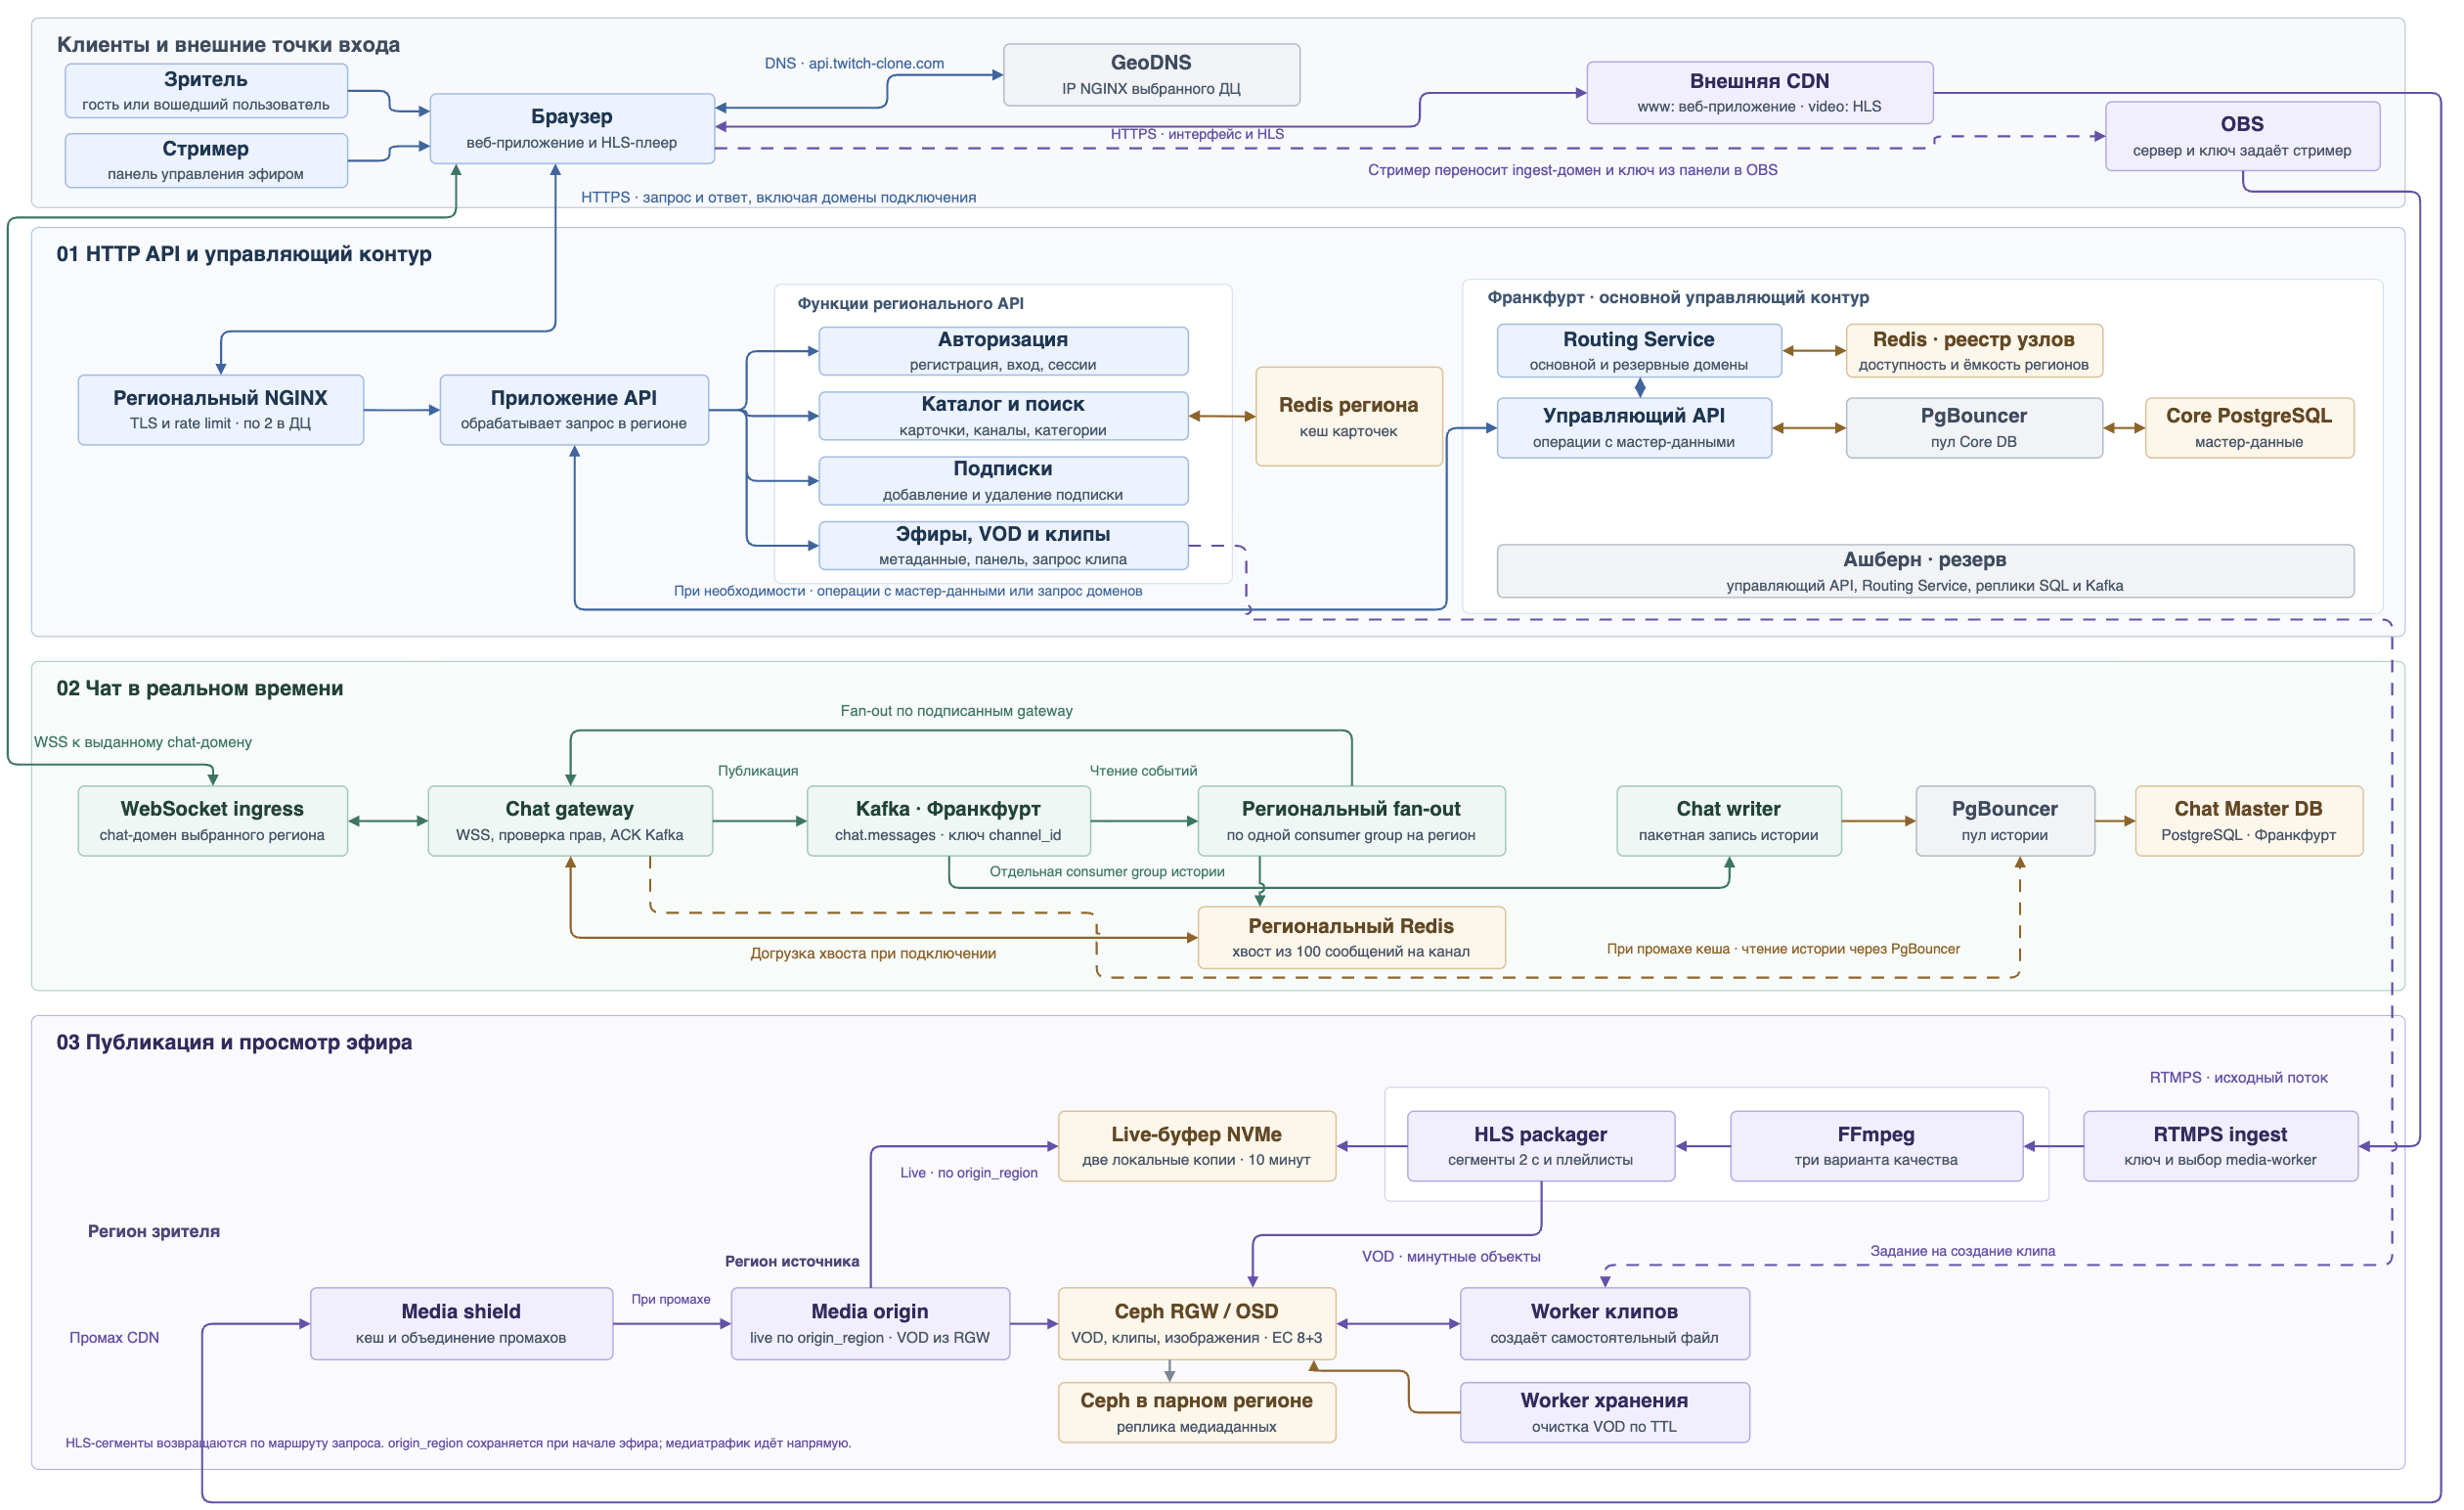 Клиенты и внешние точки входа
Зритель
гость или вошедший пользователь
Стример
панель управления эфиром
Браузер
веб-приложение и HLS-плеер
DNS · api.twitch-clone.com
GeoDNS
IP NGINX выбранного ДЦ
HTTPS · интерфейс и HLS
Внешняя CDN
www: веб-приложение · video: HLS
OBS
сервер и ключ задаёт стример
Стример переносит ingest-домен и ключ из панели в OBS
HTTPS · запрос и ответ, включая домены подключения
01 HTTP API и управляющий контур
Региональный NGINX
TLS и rate limit · по 2 в ДЦ
Приложение API
обрабатывает запрос в регионе
Функции регионального API
Авторизация
регистрация, вход, сессии
Каталог и поиск
карточки, каналы, категории
Подписки
добавление и удаление подписки
Эфиры, VOD и клипы
метаданные, панель, запрос клипа
Redis региона
кеш карточек
При необходимости · операции с мастер-данными или запрос доменов
Франкфурт · основной управляющий контур
Routing Service
основной и резервные домены
Redis · реестр узлов
доступность и ёмкость регионов
Управляющий API
операции с мастер-данными
PgBouncer
пул Core DB
Core PostgreSQL
мастер-данные
Ашберн · резерв
управляющий API, Routing Service, реплики SQL и Kafka
02 Чат в реальном времени
Fan-out по подписанным gateway
WSS к выданному chat-домену
Публикация
Чтение событий
WebSocket ingress
chat-домен выбранного региона
Chat gateway
WSS, проверка прав, ACK Kafka
Kafka · Франкфурт
chat.messages · ключ channel_id
Региональный fan-out
по одной consumer group на регион
Chat writer
пакетная запись истории
PgBouncer
пул истории
Chat Master DB
PostgreSQL · Франкфурт
Отдельная consumer group истории
Региональный Redis
хвост из 100 сообщений на канал
Догрузка хвоста при подключении
При промахе кеша · чтение истории через PgBouncer
03 Публикация и просмотр эфира
RTMPS · исходный поток
Live-буфер NVMe
две локальные копии · 10 минут
HLS packager
сегменты 2 с и плейлисты
FFmpeg
три варианта качества
RTMPS ingest
ключ и выбор media-worker
Live · по origin_region
Регион зрителя
Регион источника
VOD · минутные объекты
Задание на создание клипа
Промах CDN
Media shield
кеш и объединение промахов
При промахе
Media origin
live по origin_region · VOD из RGW
Ceph RGW / OSD
VOD, клипы, изображения · EC 8+3
Worker клипов
создаёт самостоятельный файл
Ceph в парном регионе
реплика медиаданных
Worker хранения
очистка VOD по TTL
HLS-сегменты возвращаются по маршруту запроса. origin_region сохраняется при начале эфира; медиатрафик идёт напрямую.